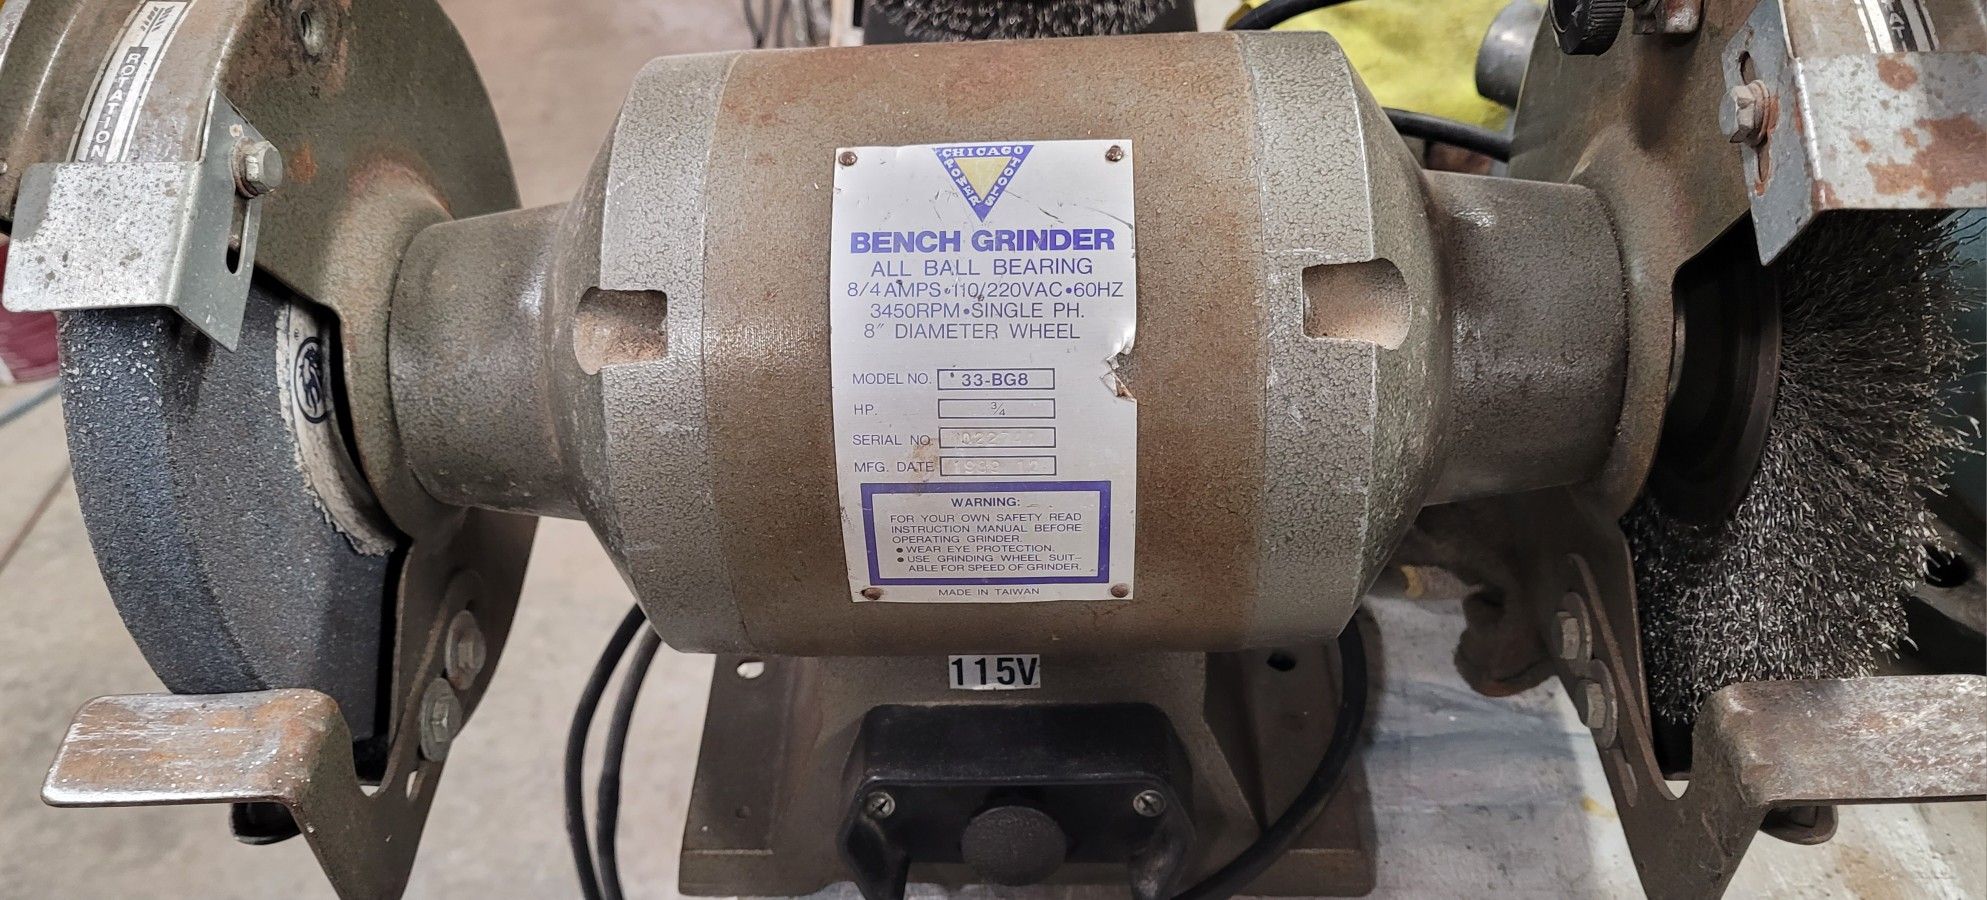 ROTATION
CHICAGO
POWER
TOOLS
BENCH GRINDER
ALL BALL BEARING
8/4 AMPS•110/220VAC•60HZ
3450RPM•SINGLE PH.
8" DIAMETER WHEEL
MODEL NO. 33-BG8
HP. 3/4
SERIAL NO.
MFG. DATE 1989
WARNING:
FOR YOUR OWN SAFETY READ
INSTRUCTION MANUAL BEFORE
OPERATING GRINDER.
• WEAR EYE PROTECTION.
• USE GRINDING WHEEL SUIT-
ABLE FOR SPEED OF GRINDER.
MADE IN TAIWAN
115V